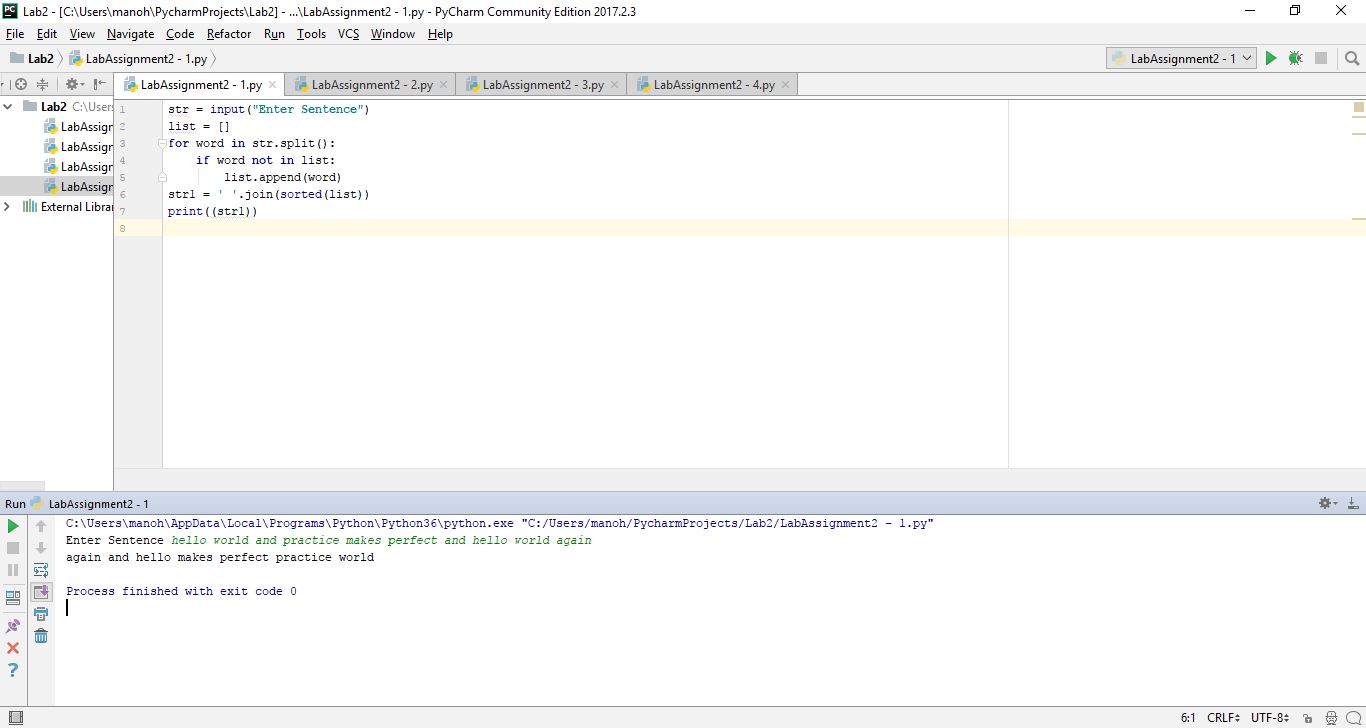 Lab2 - [C:\Users\manoh\PycharmProjects\Lab2] - ...\LabAssignment2 - 1.py - PyCharm Community Edition 2017.2.3
File Edit View Navigate Code Refactor Run Tools VCS Window Help
Lab2 LabAssignment2 - 1.py LabAssignment2 - 1
LabAssignment2 - 1.py LabAssignment2 - 2.py LabAssignment2 - 3.py LabAssignment2 - 4.py
Lab2 C:\Users
LabAssign
LabAssign
LabAssign
LabAssign
External Libra
1 str = input("Enter Sentence")
2 list = []
3 for word in str.split():
4     if word not in list:
5         list.append(word)
6 str1 = ' '.join(sorted(list))
7 print((str1))
8
Run LabAssignment2 - 1
C:\Users\manoh\AppData\Local\Programs\Python\Python36\python.exe "C:/Users/manoh/PycharmProjects/Lab2/LabAssignment2 - 1.py"
Enter Sentence hello world and practice makes perfect and hello world again
again and hello makes perfect practice world
Process finished with exit code 0
6:1 CRLF UTF-8